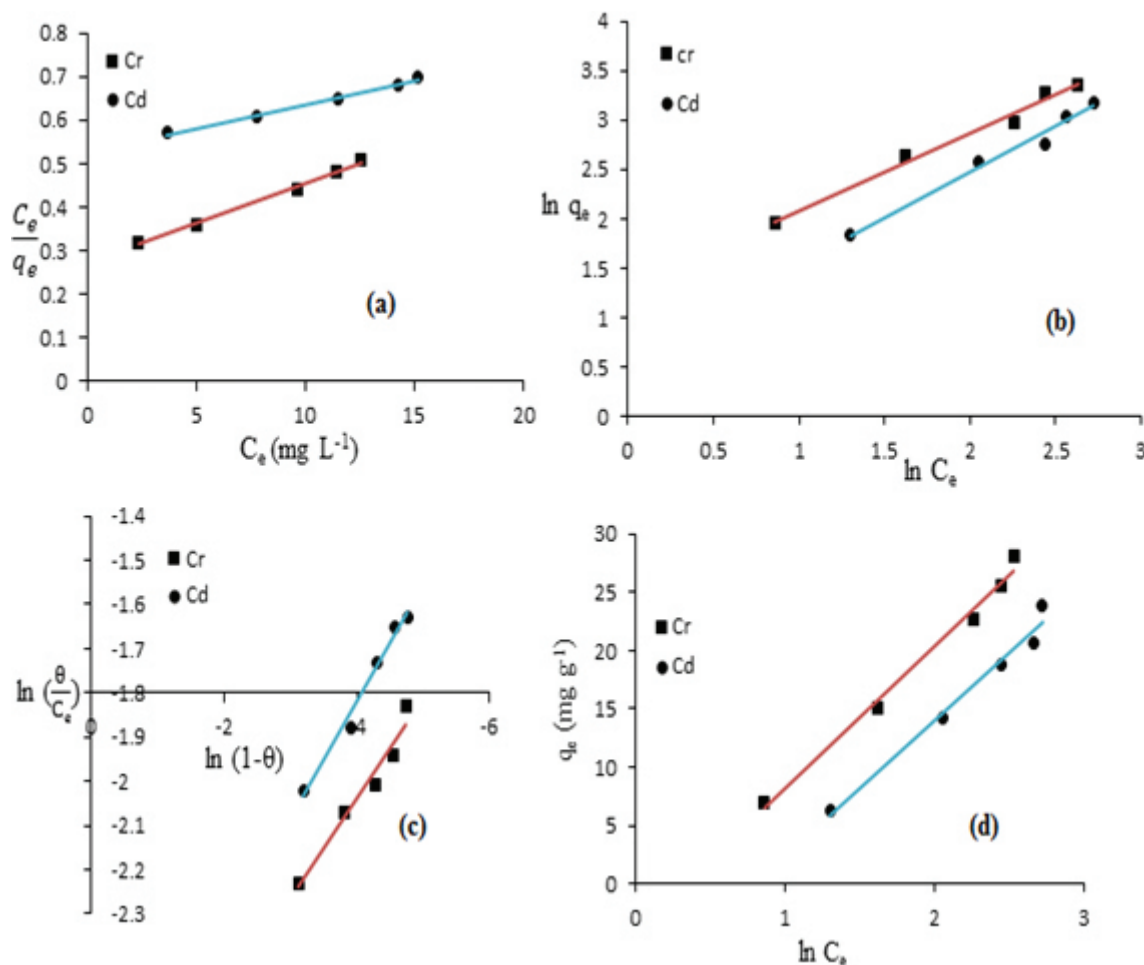 Cr
Cd
0.8
0.7
0.6
0.5
0.4
0.3
0.2
0.1
0
C_e
q_e
(a)
0 5 10 15 20
C_e (mg L⁻¹)
cr
Cd
4
3.5
3
2.5
2
1.5
1
0.5
0
ln q_e
(b)
0 0.5 1 1.5 2 2.5 3
ln C_e
-1.4
-1.5
-1.6
-1.7
-1.8
-1.9
-2
-2.1
-2.2
-2.3
Cr
Cd
ln (θ/C_e)
0 -2 -4 -6
ln (1-θ)
(c)
30
25
20
15
10
5
0
Cr
Cd
q_e (mg g⁻¹)
(d)
0 1 2 3
ln C_e